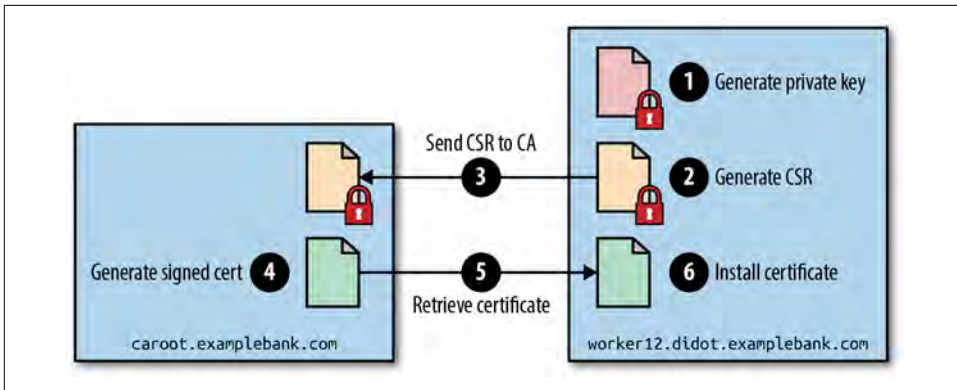 1 Generate private key
Send CSR to CA
3
2 Generate CSR
Generate signed cert 4
5
6 Install certificate
Retrieve certificate
caroot.examplebank.com
worker12.didot.examplebank.com